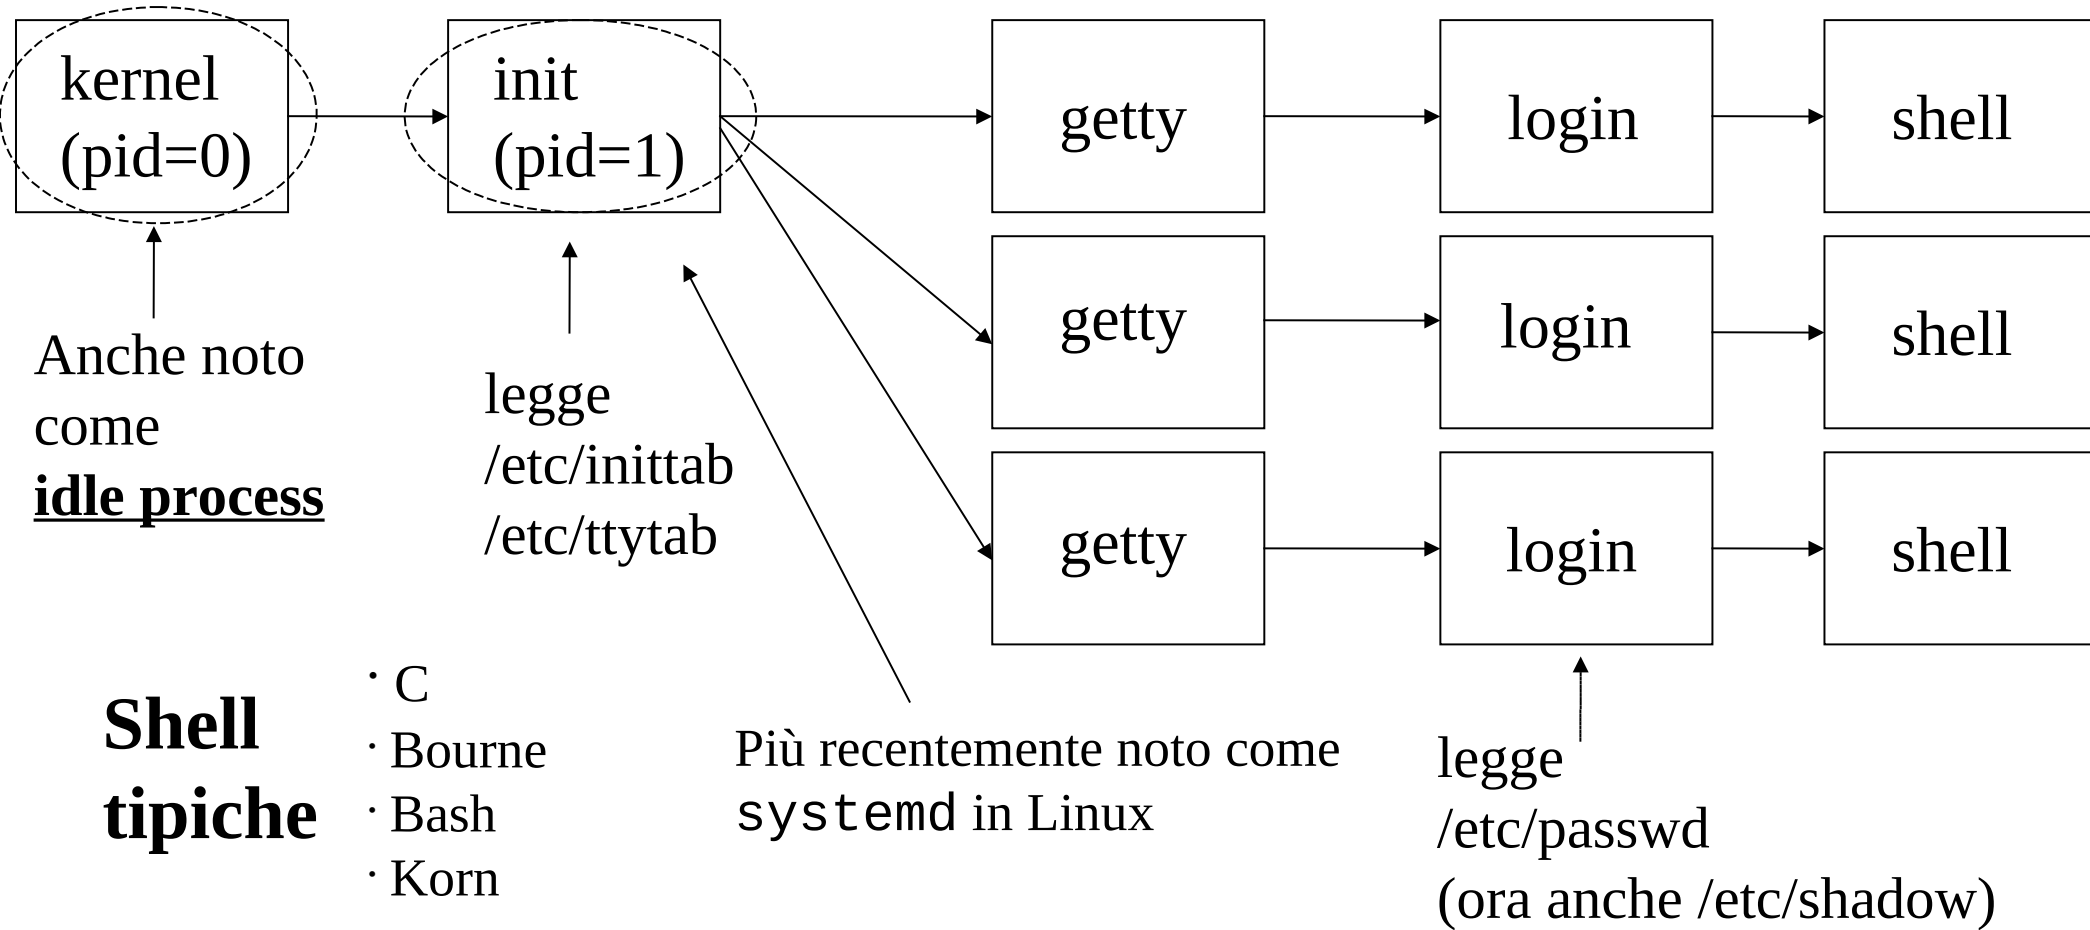 kernel
(pid=0)
init
(pid=1)
getty
login
shell
getty
login
shell
getty
login
shell
Anche noto
come
idle process
legge
/etc/inittab
/etc/ttytab
Shell
tipiche
· C
· Bourne
· Bash
· Korn
Più recentemente noto come
systemd in Linux
legge
/etc/passwd
(ora anche /etc/shadow)